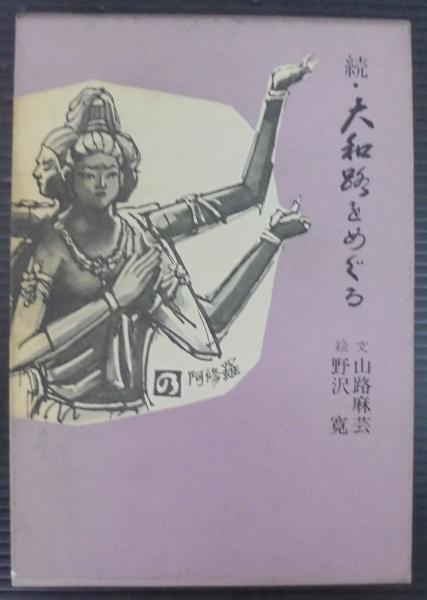 続・大和路をめぐる
文 山路麻芸
絵 野沢 寛
の 阿修羅